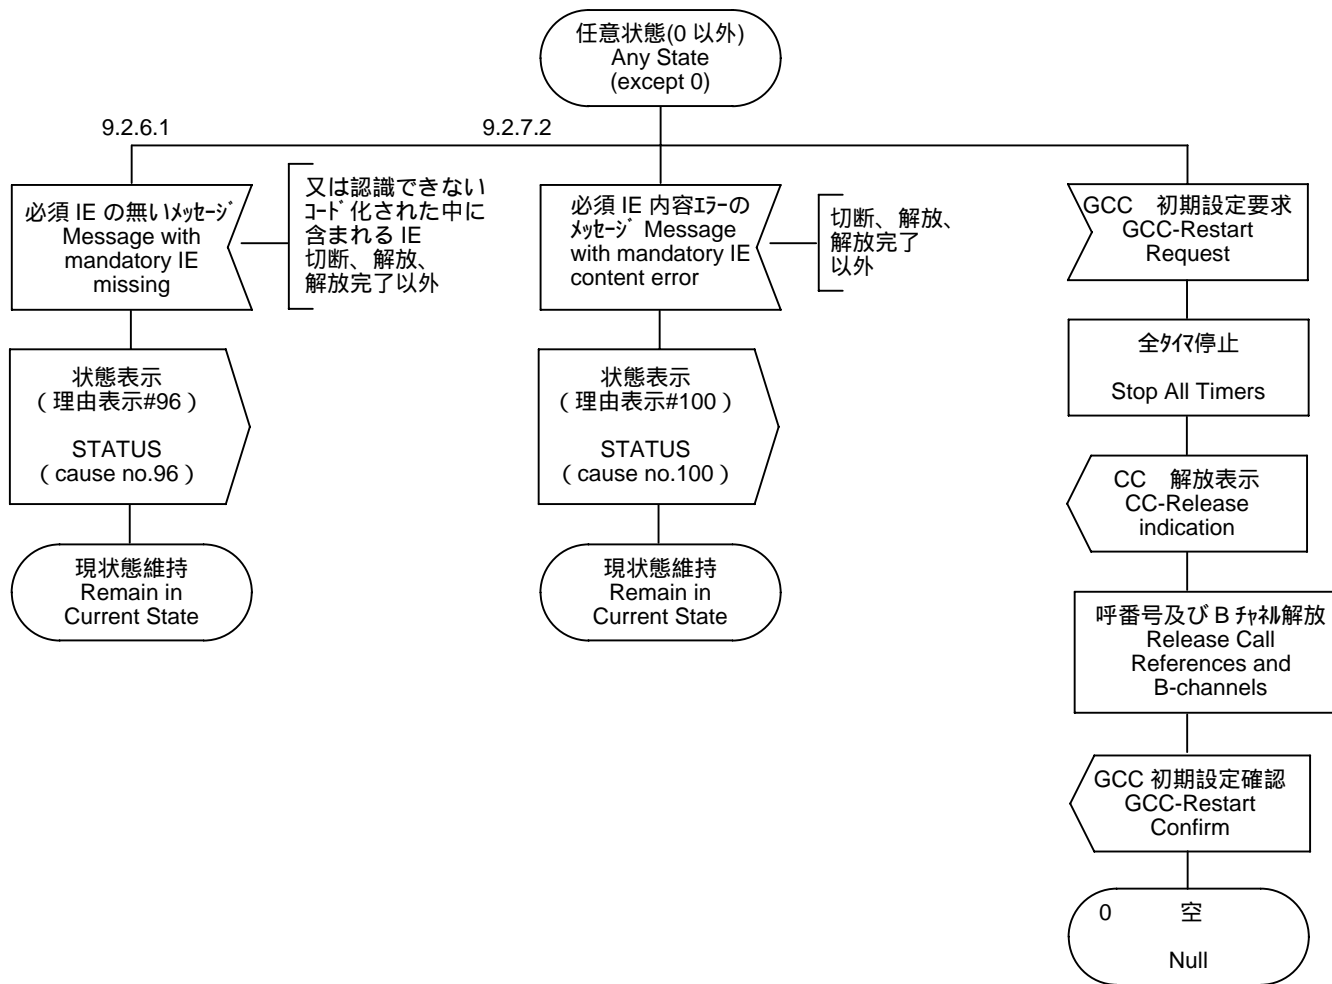 任意状態(0 以外)
Any State
(except 0)
9.2.6.1
9.2.7.2
必須 IE の無いﾒｯｾｰｼﾞ
Message with
mandatory IE
missing
又は認識できない
ｺｰﾄﾞ化された中に
含まれる IE
切断、解放、
解放完了以外
必須 IE 内容ｴﾗｰの
ﾒｯｾｰｼﾞ Message
with mandatory IE
content error
切断、解放、
解放完了
以外
GCC 初期設定要求
GCC-Restart
Request
状態表示
（理由表示#96）
STATUS
（cause no.96）
状態表示
（理由表示#100）
STATUS
（cause no.100）
全ﾀｲﾏ停止
Stop All Timers
CC 解放表示
CC-Release
indication
現状態維持
Remain in
Current State
現状態維持
Remain in
Current State
呼番号及び B ﾁｬﾈﾙ解放
Release Call
References and
B-channels
GCC 初期設定確認
GCC-Restart
Confirm
0 空
Null